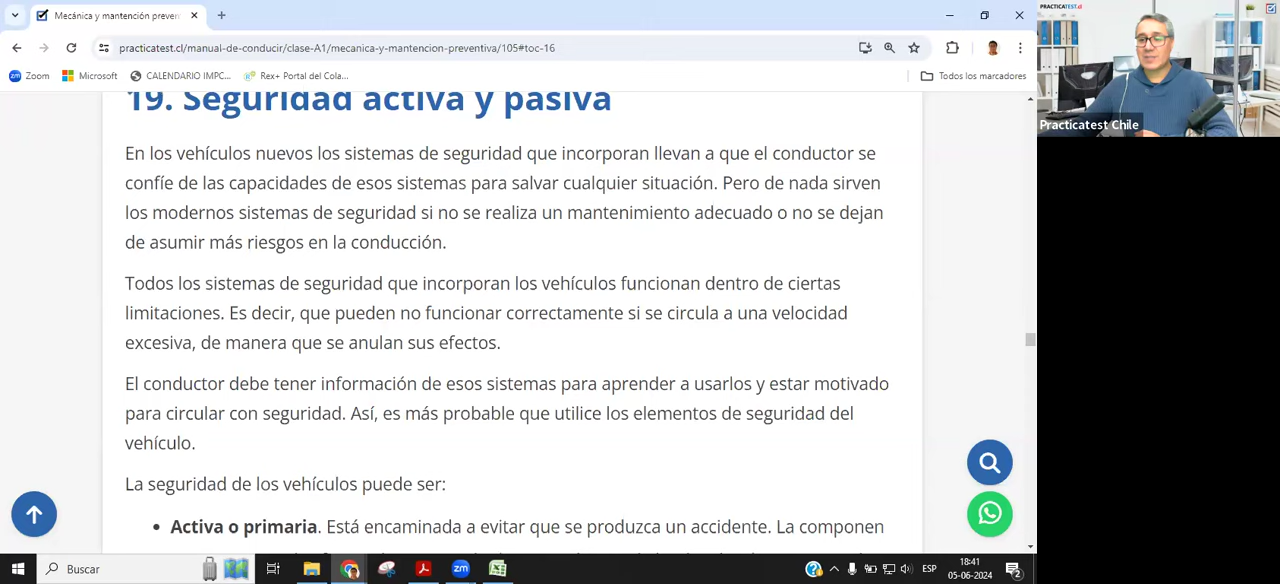 Mecánica y mantención preven
practicatest.cl/manual-de-conducir/clase-A1/mecanica-y-mantencion-preventiva/105#toc-16
Zoom
Microsoft
CALENDARIO IMPC...
Rex+ Portal del Cola...
Todos los marcadores
PRACTICATEST.cl
Practicatest Chile
19. Seguridad activa y pasiva
En los vehículos nuevos los sistemas de seguridad que incorporan llevan a que el conductor se
confíe de las capacidades de esos sistemas para salvar cualquier situación. Pero de nada sirven
los modernos sistemas de seguridad si no se realiza un mantenimiento adecuado o no se dejan
de asumir más riesgos en la conducción.
Todos los sistemas de seguridad que incorporan los vehículos funcionan dentro de ciertas
limitaciones. Es decir, que pueden no funcionar correctamente si se circula a una velocidad
excesiva, de manera que se anulan sus efectos.
El conductor debe tener información de esos sistemas para aprender a usarlos y estar motivado
para circular con seguridad. Así, es más probable que utilice los elementos de seguridad del
vehículo.
La seguridad de los vehículos puede ser:
• Activa o primaria. Está encaminada a evitar que se produzca un accidente. La componen
Buscar
ESP
18:41
05-06-2024
2